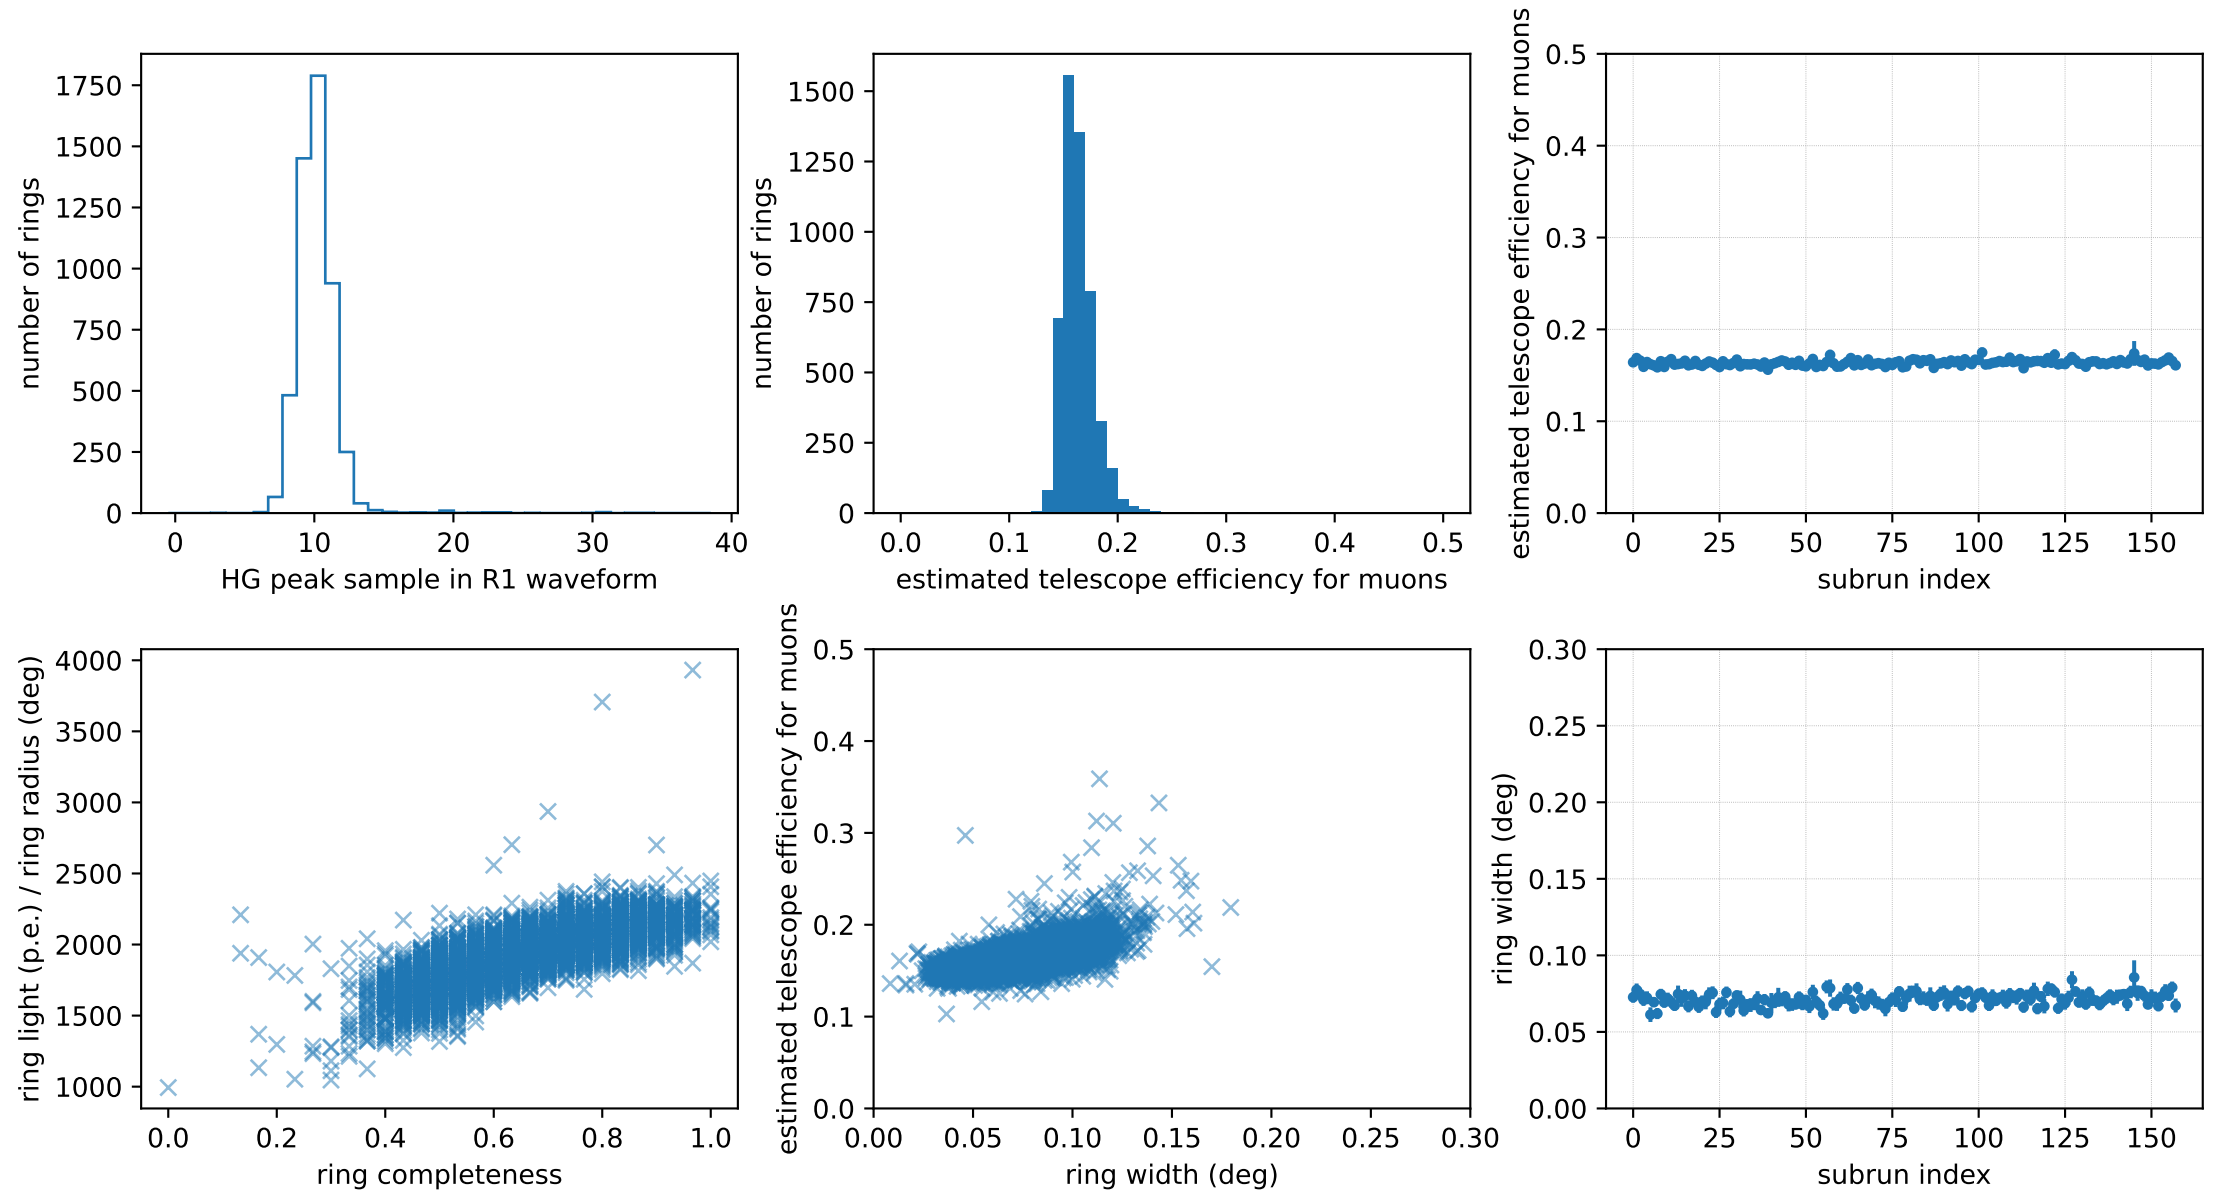 1750
1500
1250
1000
750
500
250
0
number of rings
0 10 20 30 40
HG peak sample in R1 waveform
1500
1250
1000
750
500
250
0
number of rings
0.0 0.1 0.2 0.3 0.4 0.5
estimated telescope efficiency for muons
0.5
0.4
0.3
0.2
0.1
0.0
estimated telescope efficiency for muons
0 25 50 75 100 125 150
subrun index
4000
3500
3000
2500
2000
1500
1000
ring light (p.e.) / ring radius (deg)
0.0 0.2 0.4 0.6 0.8 1.0
ring completeness
0.5
0.4
0.3
0.2
0.1
0.0
estimated telescope efficiency for muons
0.00 0.05 0.10 0.15 0.20 0.25 0.30
ring width (deg)
0.30
0.25
0.20
0.15
0.10
0.05
0.00
ring width (deg)
0 25 50 75 100 125 150
subrun index